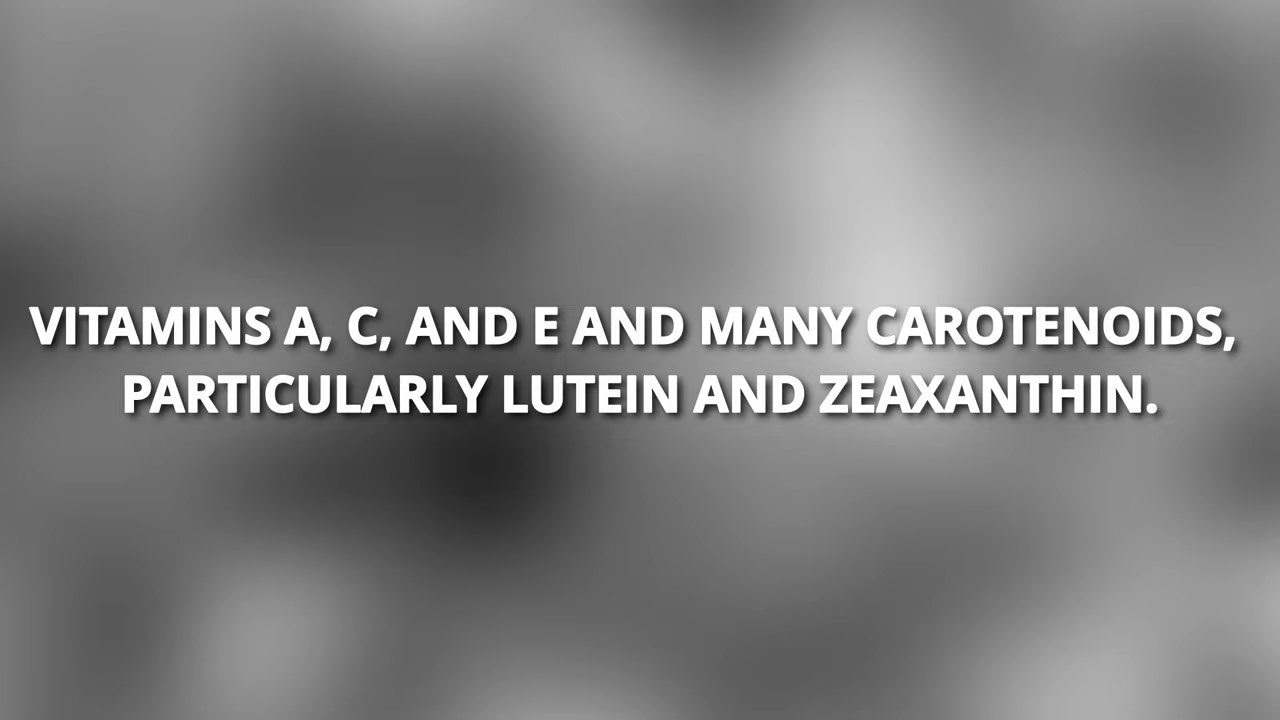 VITAMINS A, C, AND E AND MANY CAROTENOIDS,
PARTICULARLY LUTEIN AND ZEAXANTHIN.